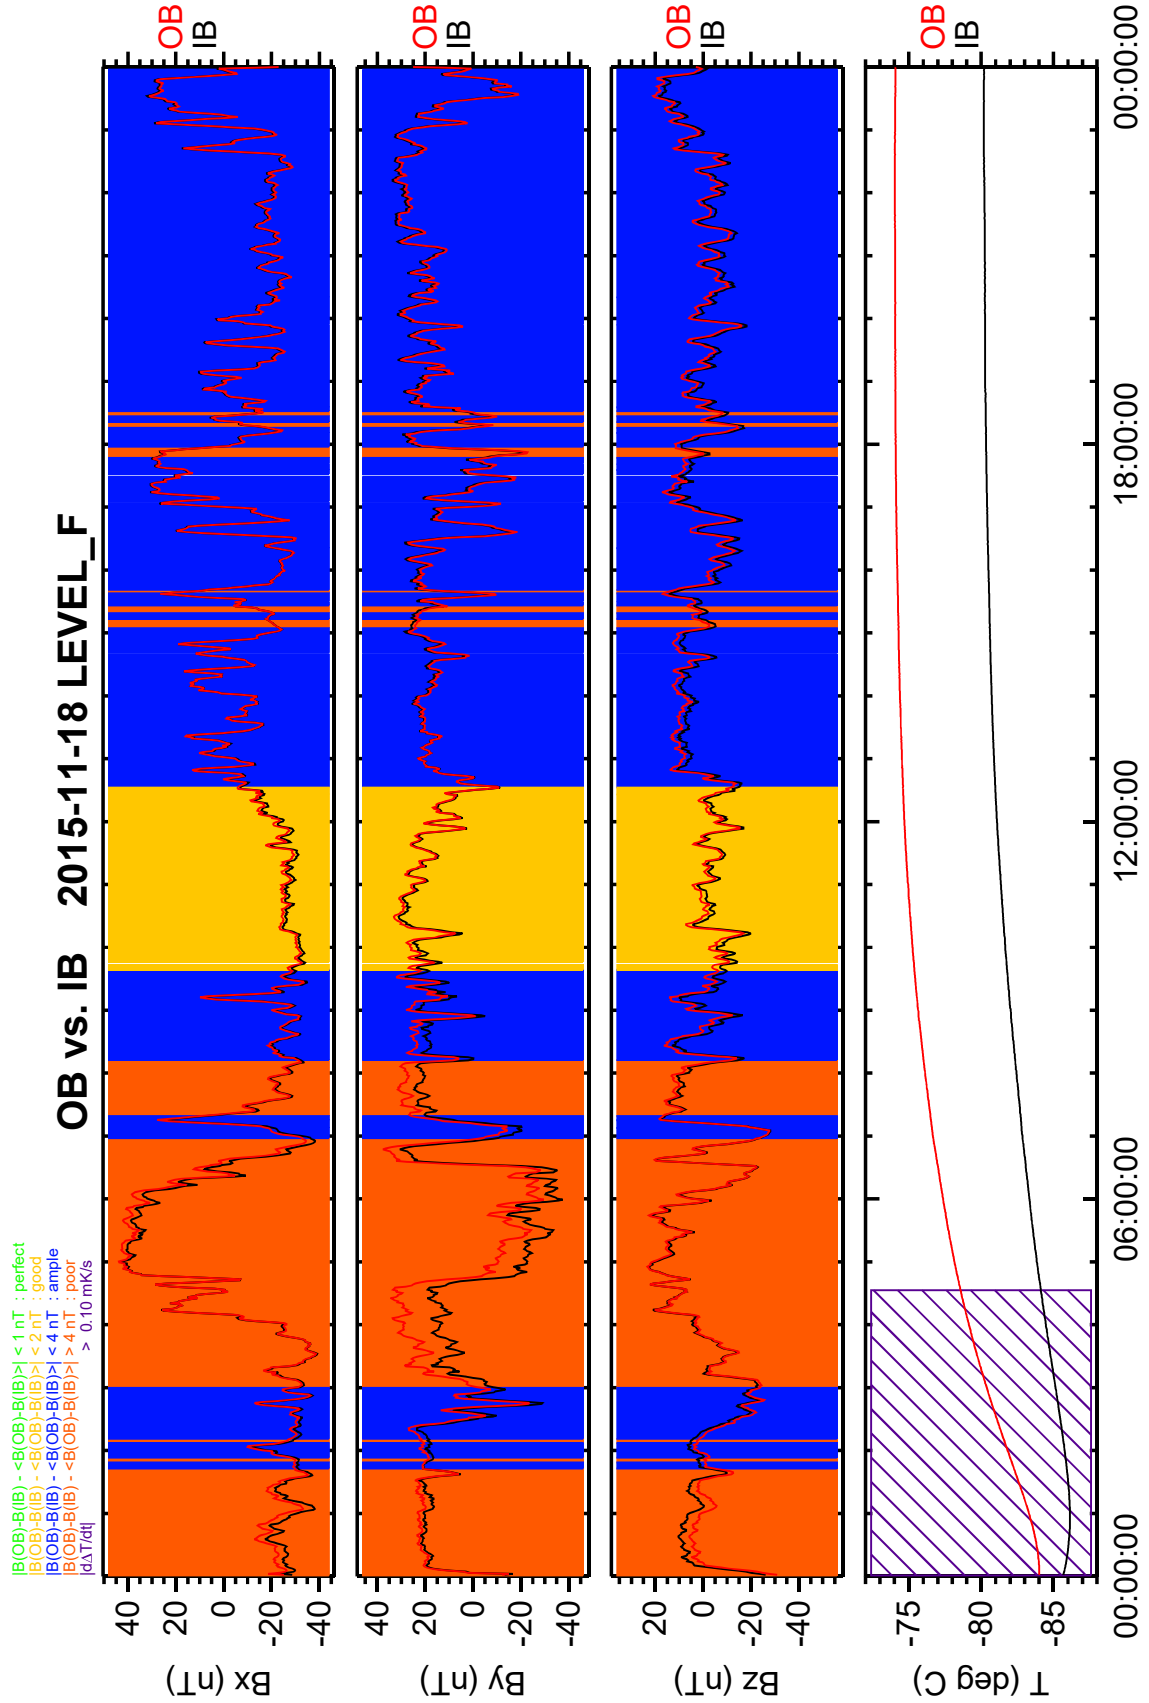 OB vs. IB 2015-11-18 LEVEL_F
|B(OB)-B(IB) - <B(OB)-B(IB)>| < 1 nT : perfect
|B(OB)-B(IB) - <B(OB)-B(IB)>| < 2 nT : good
|B(OB)-B(IB) - <B(OB)-B(IB)>| < 4 nT : ample
|B(OB)-B(IB) - <B(OB)-B(IB)>| > 4 nT : poor
|dΔT/dt| > 0.10 mK/s
Bx (nT)
40
20
0
-20
-40
OB
IB
By (nT)
40
20
0
-20
-40
OB
IB
Bz (nT)
20
0
-20
-40
OB
IB
T (deg C)
-75
-80
-85
OB
IB
00:00:00
06:00:00
12:00:00
18:00:00
00:00:00